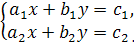 a₁x + b₁y = c₁,
a₂x + b₂y = c₂.